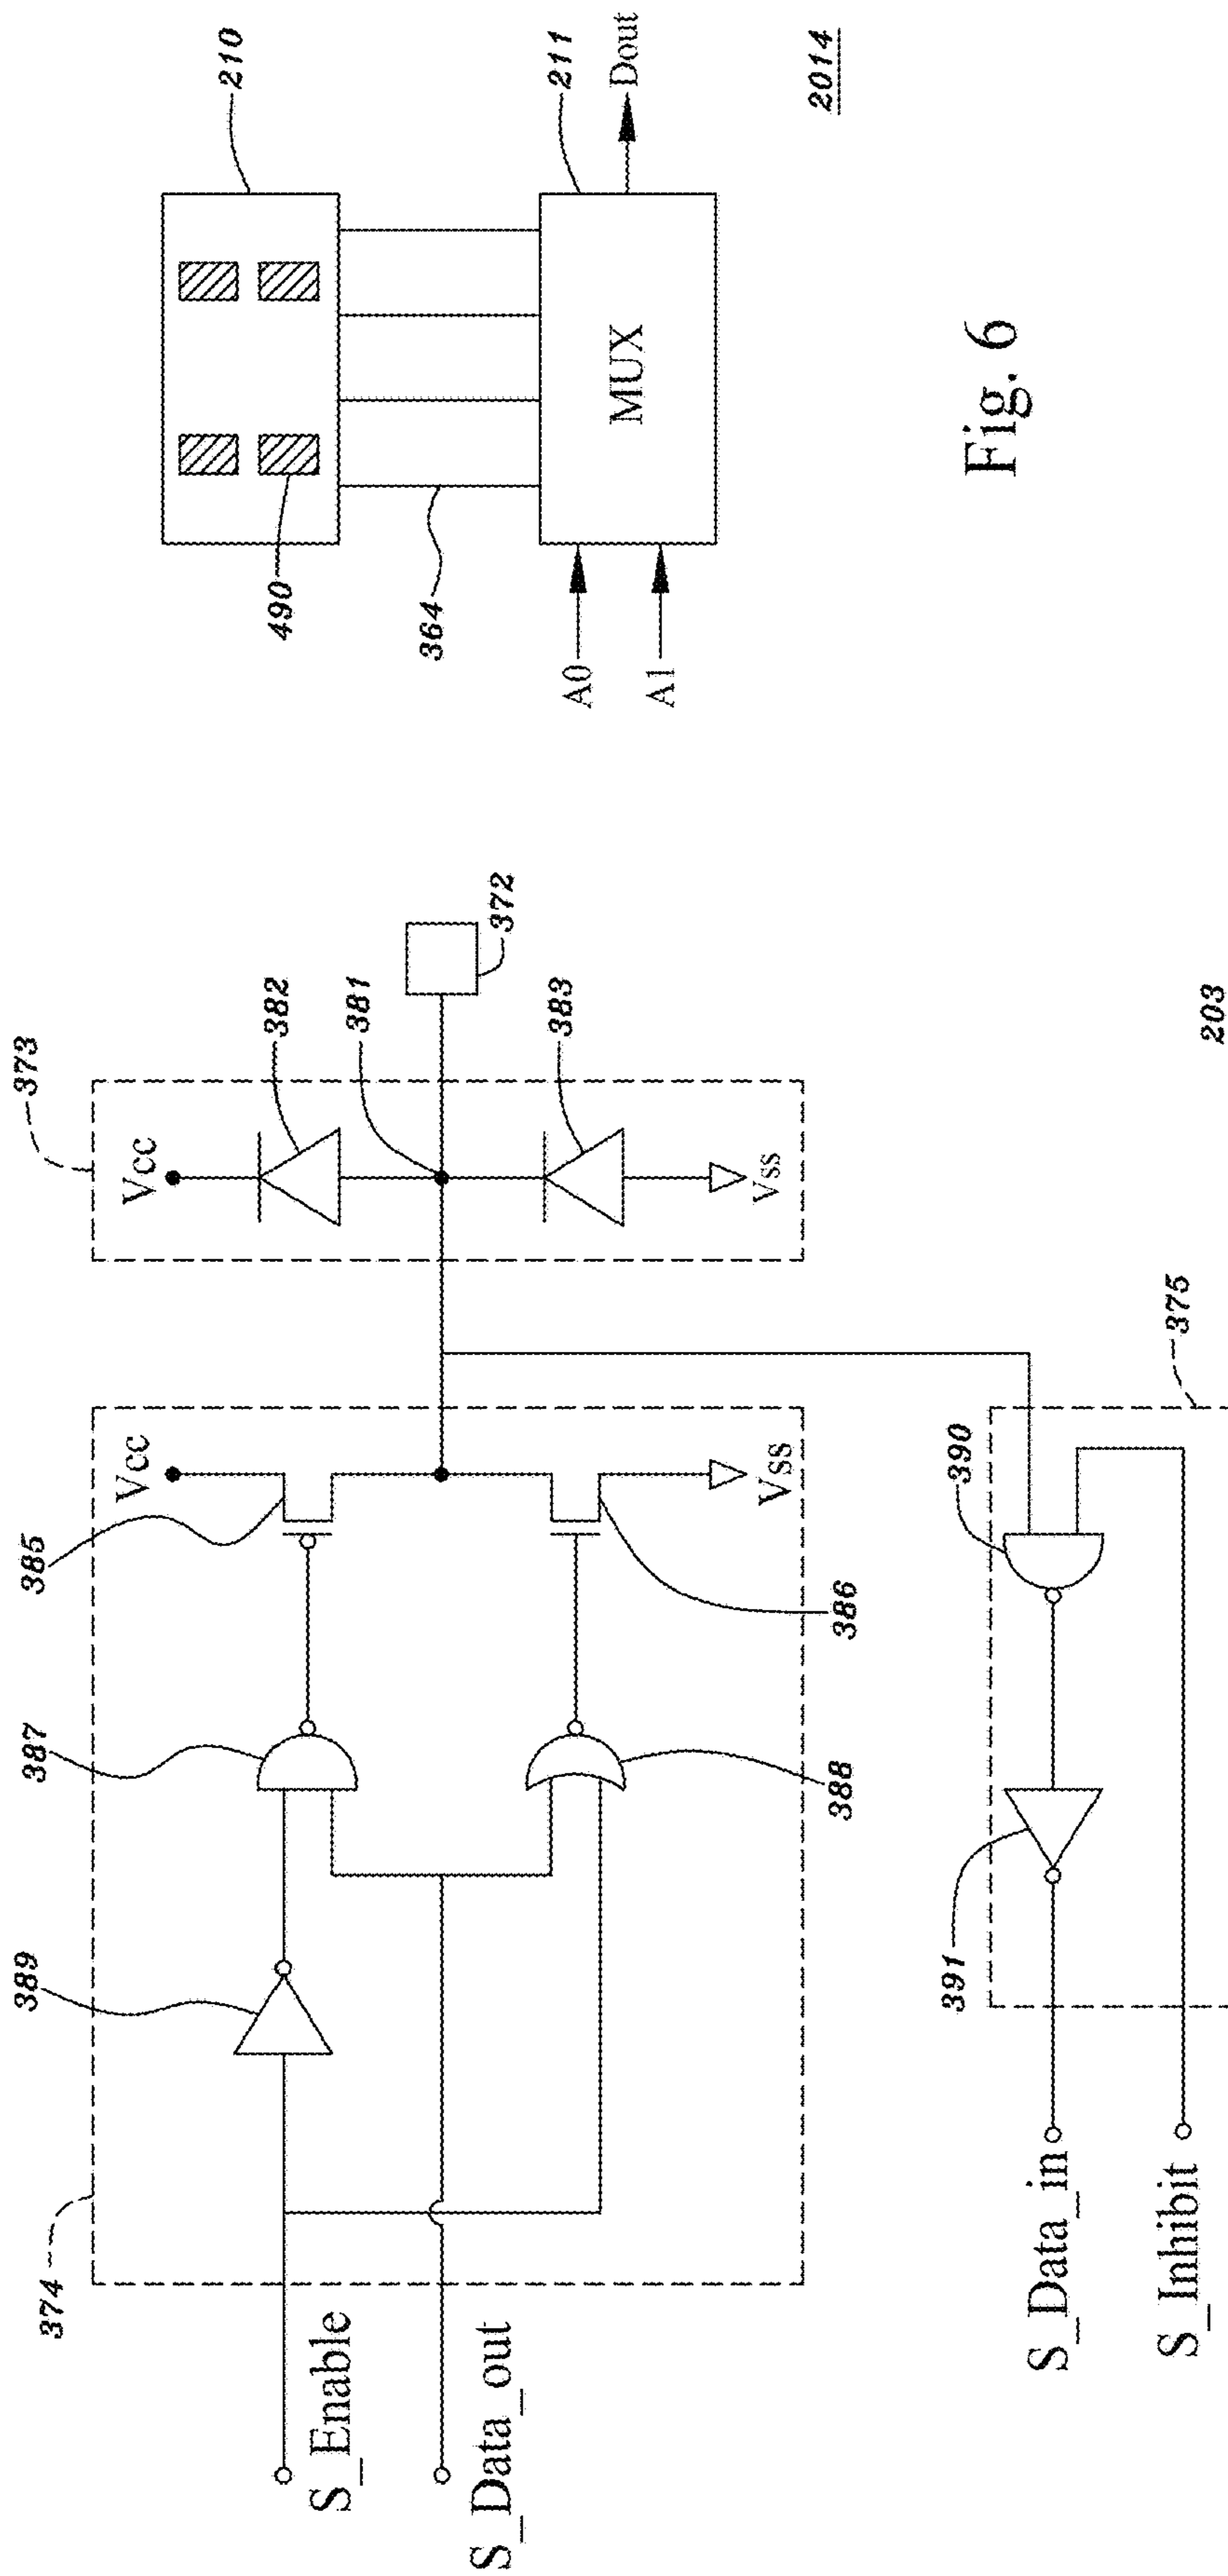 374
389
387
385
Vcc
Vss
386
388
S_Enable
S_Data_out
373
Vcc
382
381
383
Vss
372
391
390
375
S_Data_in
S_Inhibit
203
210
490
364
211
MUX
A0
A1
Dout
2014
Fig. 6